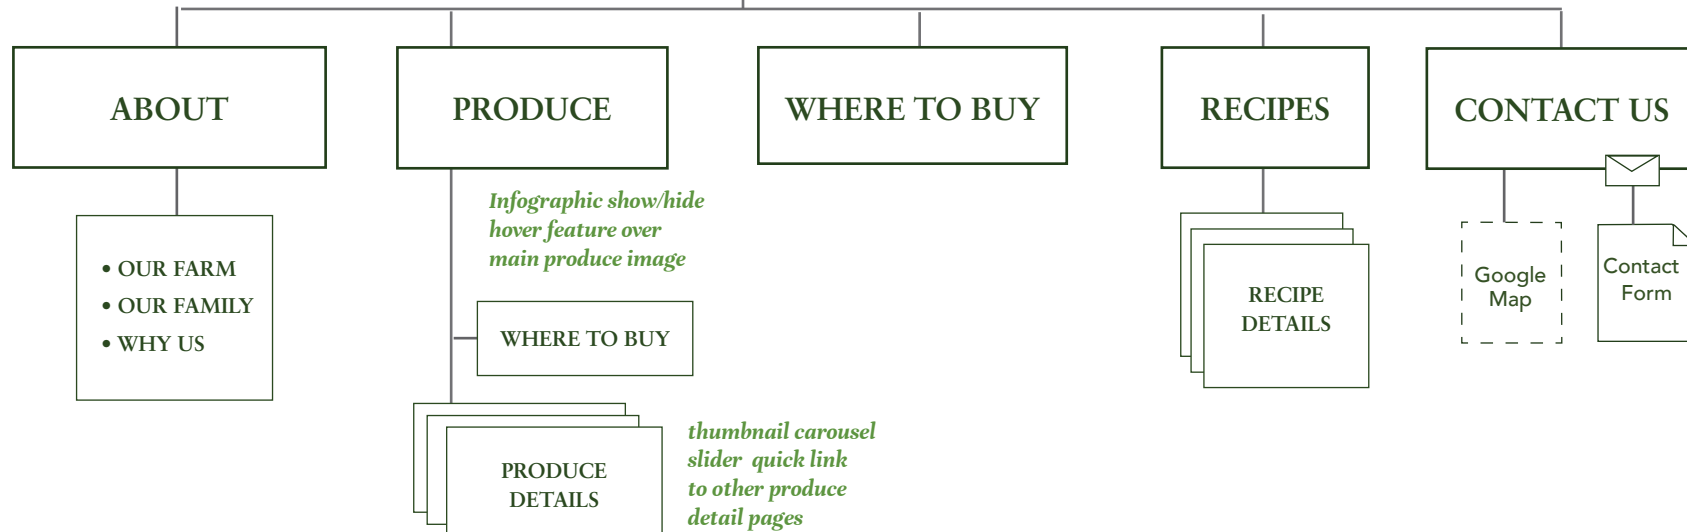 ABOUT
PRODUCE
WHERE TO BUY
RECIPES
CONTACT US
• OUR FARM
• OUR FAMILY
• WHY US
Infographic show/hide
hover feature over
main produce image
WHERE TO BUY
PRODUCE
DETAILS
thumbnail carousel
slider quick link
to other produce
detail pages
RECIPE
DETAILS
Google
Map
Contact
Form